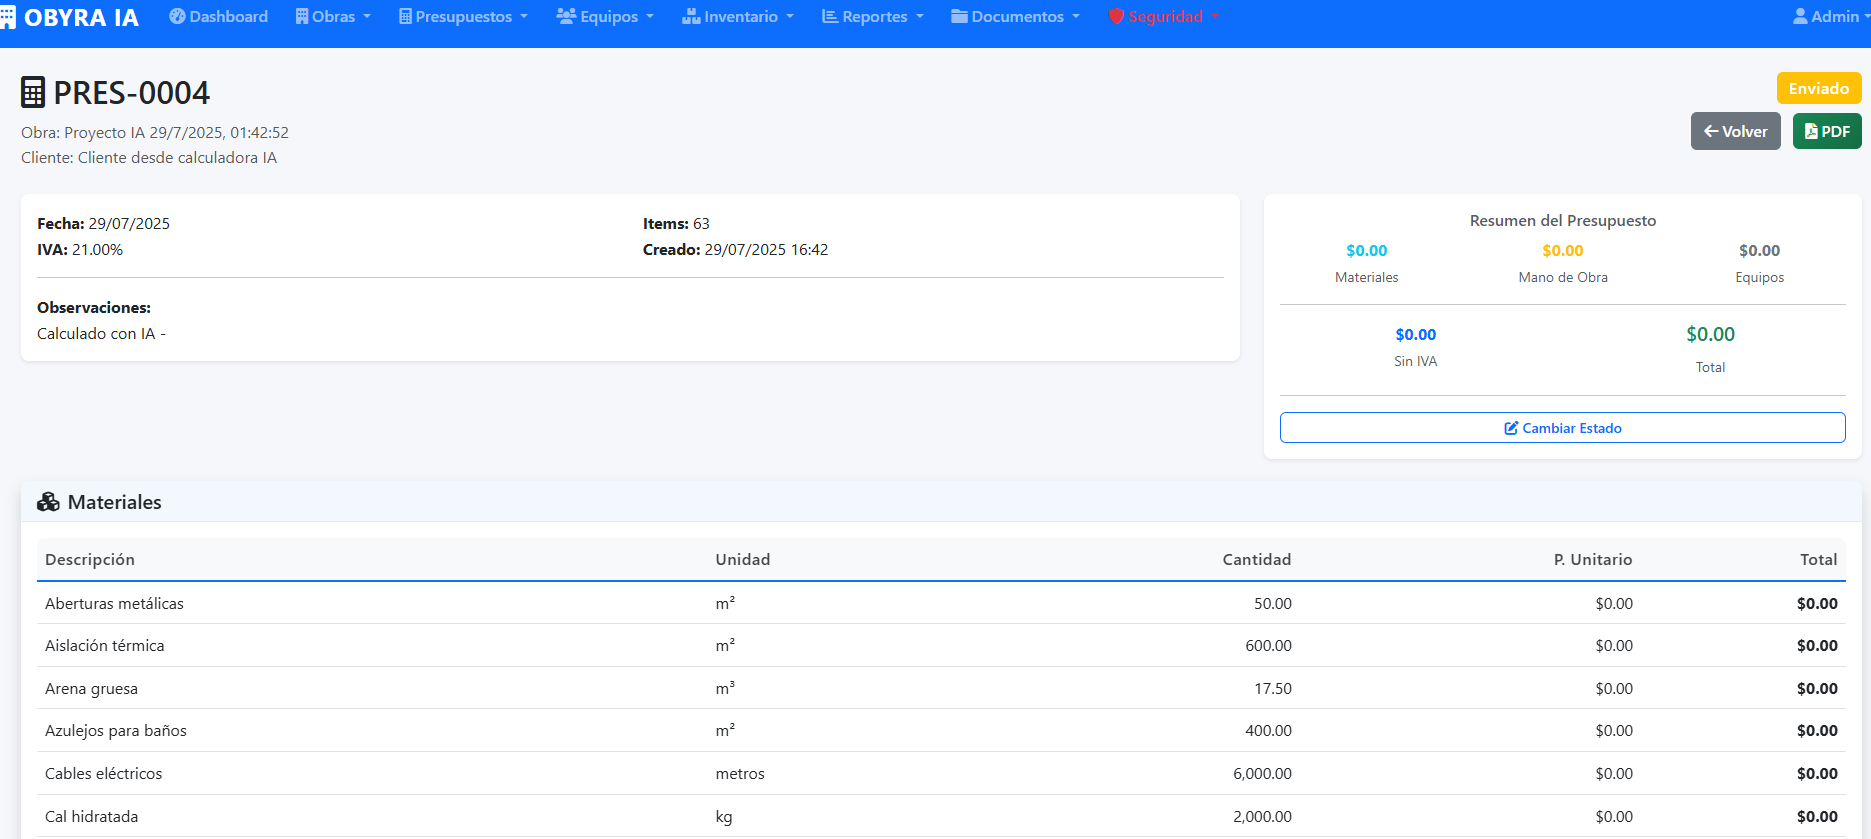 OBYRA IA Dashboard Obras Presupuestos Equipos Inventario Reportes Documentos Seguridad Admin
PRES-0004
Enviado
Obra: Proyecto IA 29/7/2025, 01:42:52
Cliente: Cliente desde calculadora IA
Volver PDF
Fecha: 29/07/2025
Items: 63
IVA: 21.00%
Creado: 29/07/2025 16:42
Observaciones:
Calculado con IA -
Resumen del Presupuesto
$0.00 $0.00 $0.00
Materiales Mano de Obra Equipos
$0.00 $0.00
Sin IVA Total
Cambiar Estado
Materiales
Descripción Unidad Cantidad P. Unitario Total
Aberturas metálicas m² 50.00 $0.00 $0.00
Aislación térmica m² 600.00 $0.00 $0.00
Arena gruesa m³ 17.50 $0.00 $0.00
Azulejos para baños m² 400.00 $0.00 $0.00
Cables eléctricos metros 6,000.00 $0.00 $0.00
Cal hidratada kg 2,000.00 $0.00 $0.00